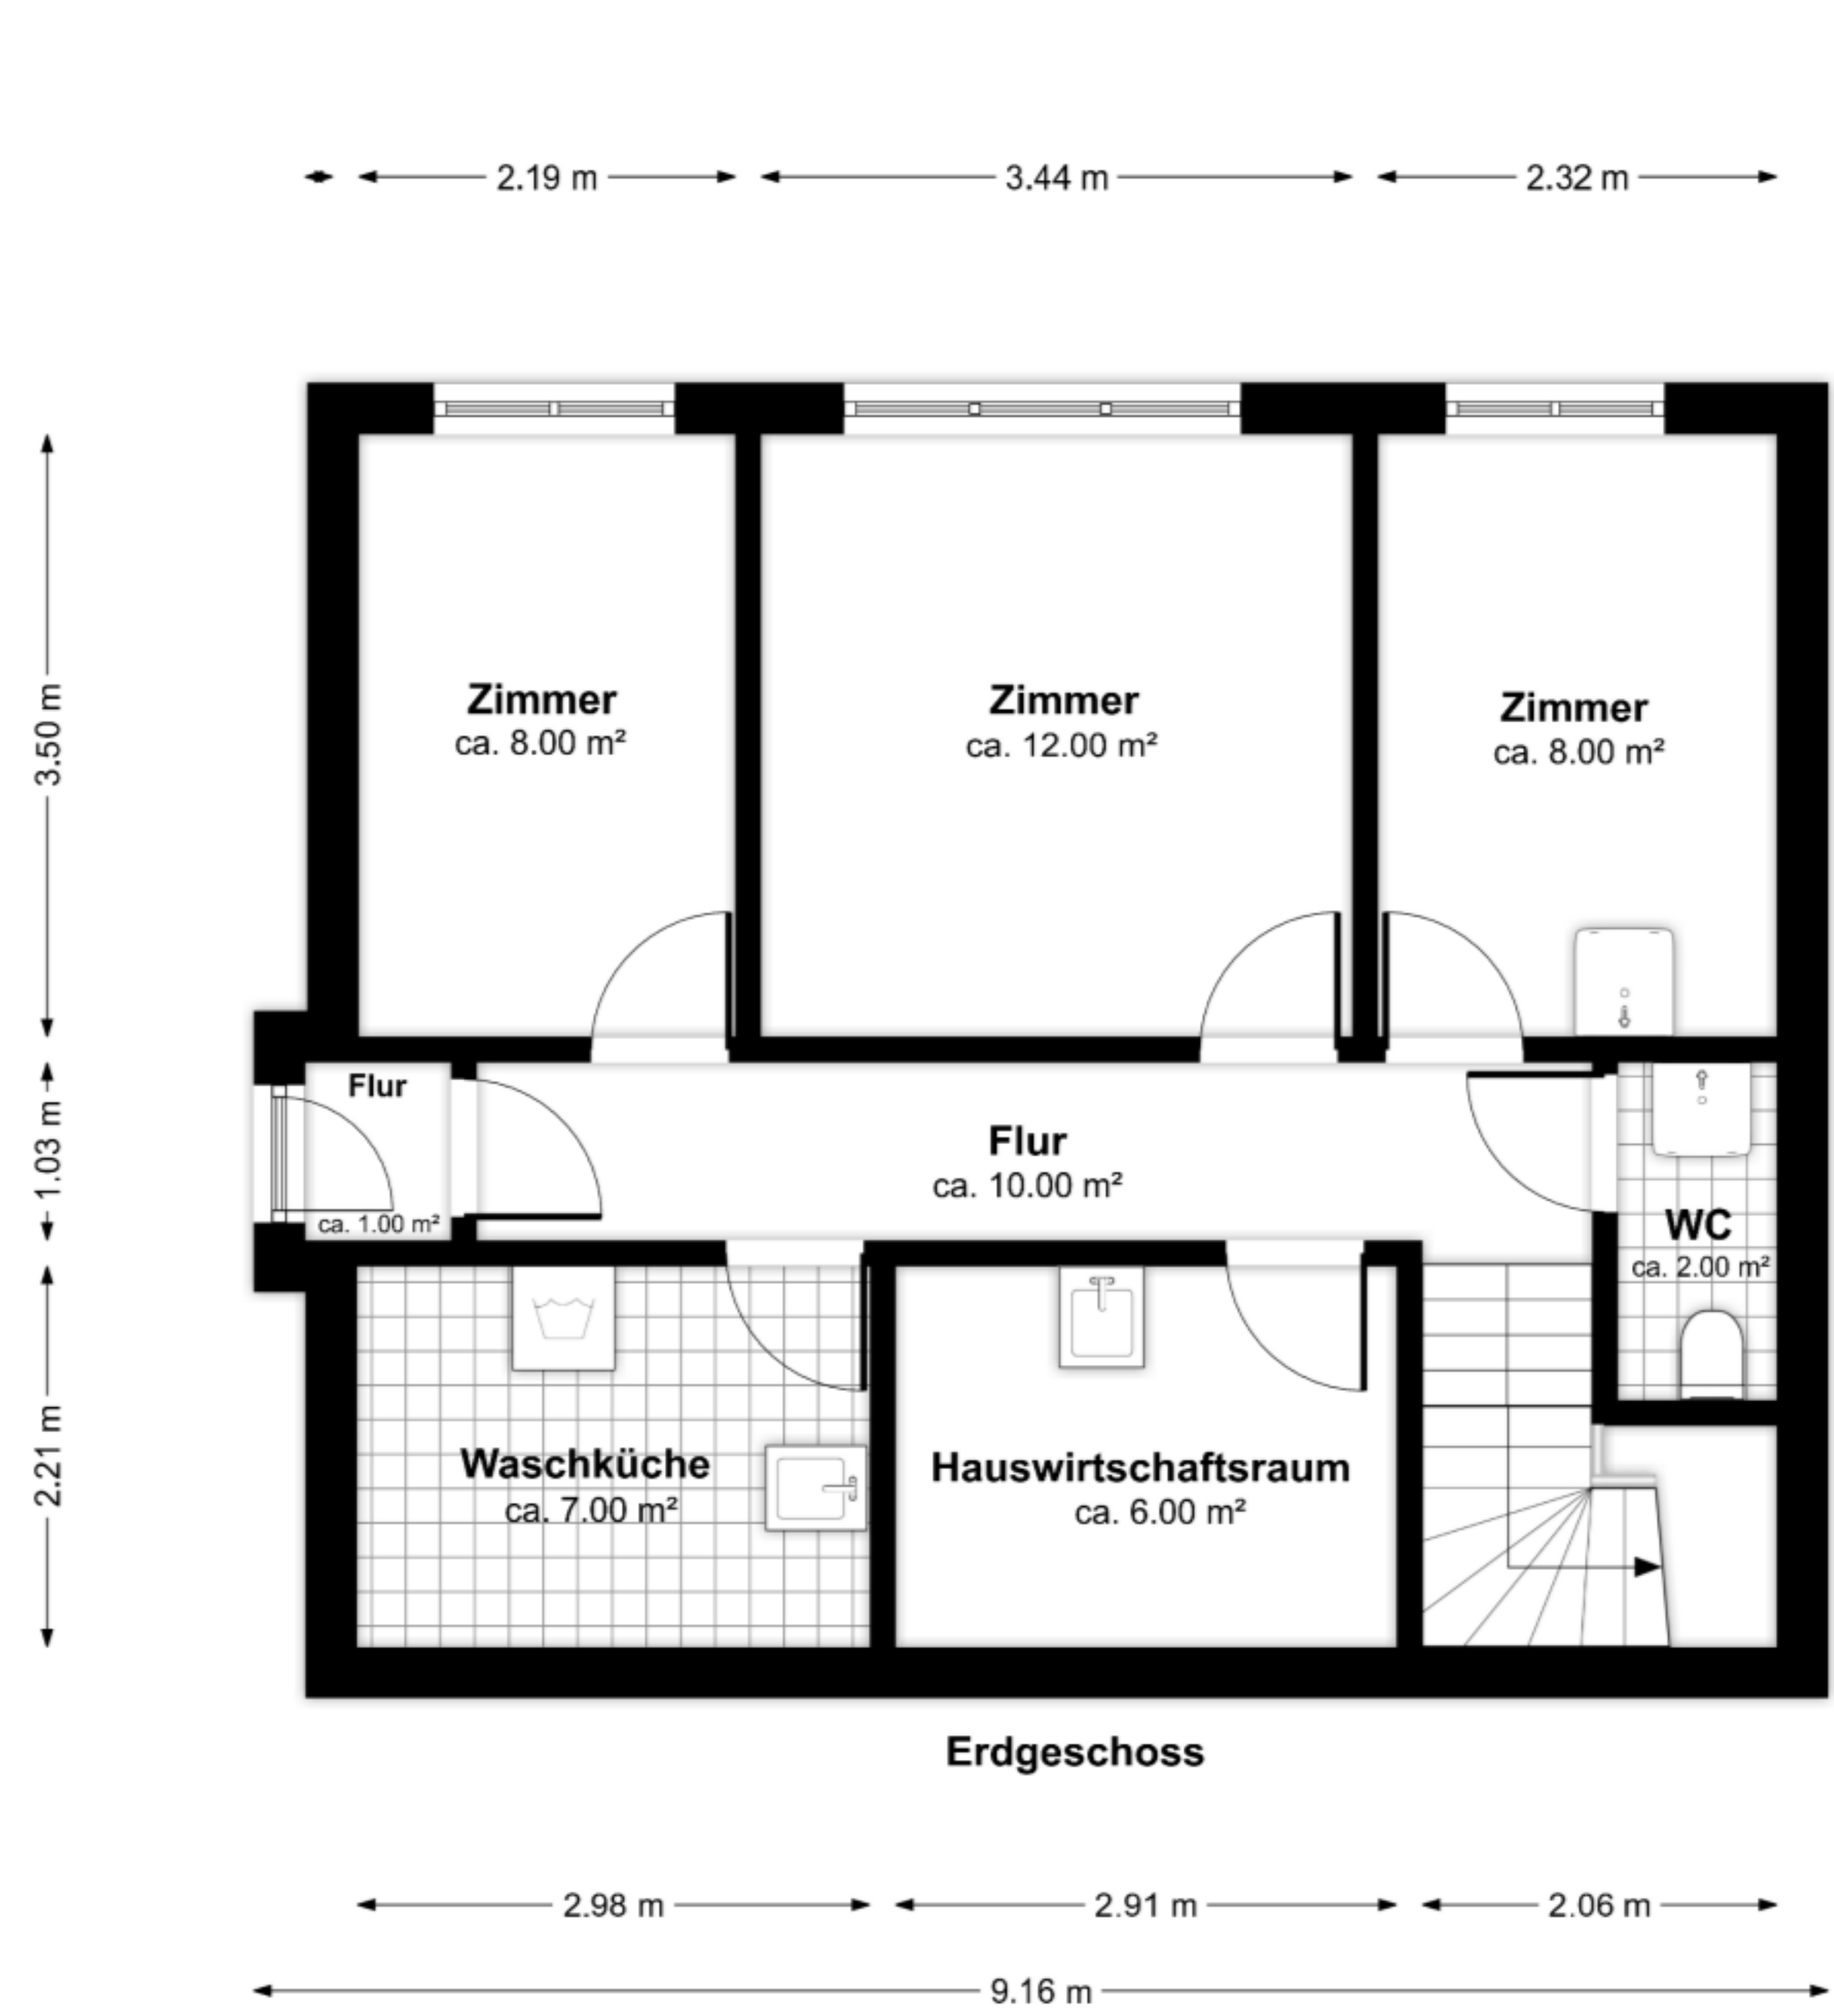 2.19 m
3.44 m
2.32 m
3.50 m
Zimmer
ca. 8.00 m²
Zimmer
ca. 12.00 m²
Zimmer
ca. 8.00 m²
1.03 m
Flur
ca. 1.00 m²
Flur
ca. 10.00 m²
WC
ca. 2.00 m²
2.21 m
Waschküche
ca. 7.00 m²
Hauswirtschaftsraum
ca. 6.00 m²
Erdgeschoss
2.98 m
2.91 m
2.06 m
9.16 m